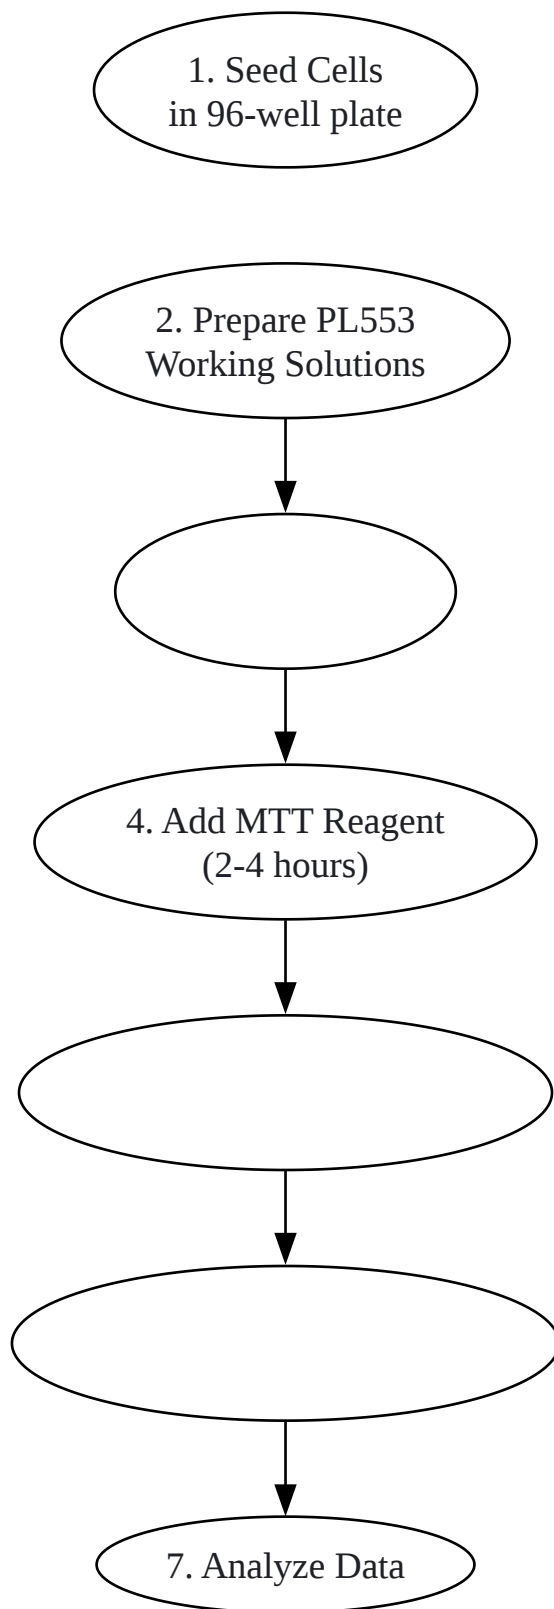 1. Seed Cells
in 96-well plate
2. Prepare PL553
Working Solutions
4. Add MTT Reagent
(2-4 hours)
7. Analyze Data